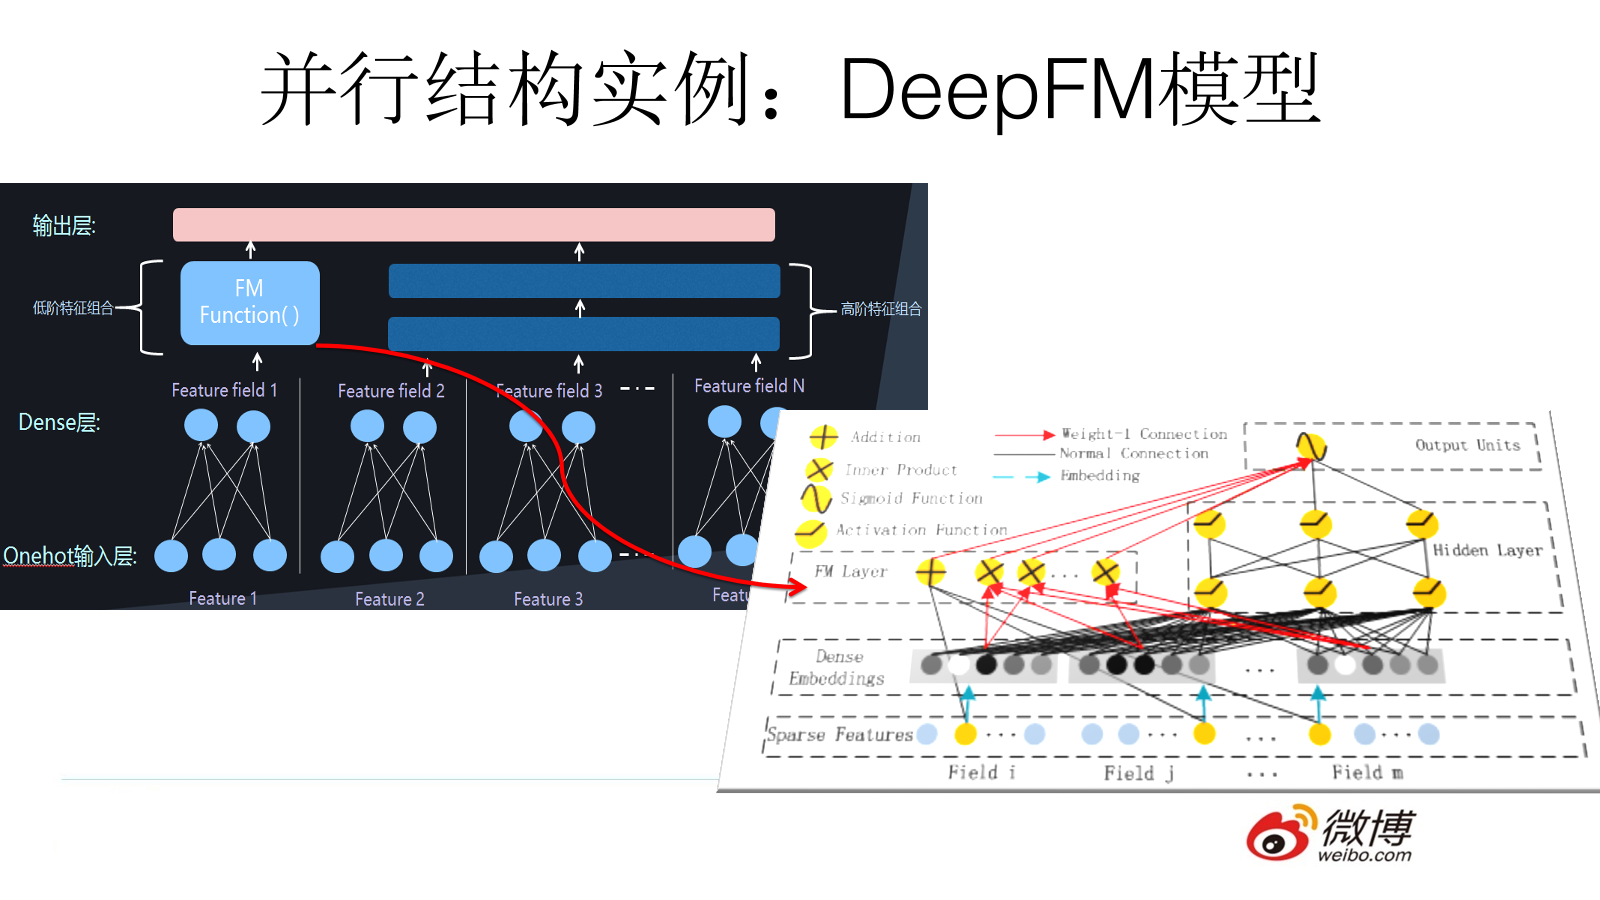 并行结构实例：DeepFM模型
输出层:
FM
Function( )
低阶特征组合
高阶特征组合
Feature field 1
Feature field 2
Feature field 3
Feature field N
Dense层:
Onehot输入层:
Feature 1
Feature 2
Feature 3
Addition
Inner Product
Sigmoid Function
Activation Function
Weight-1 Connection
Normal Connection
Embedding
Output Units
Hidden Layer
FM Layer
...
Dense
Embeddings
...
Sparse Features
... ... ... ...
Field i
Field j
...
Field m
微博
weibo.com